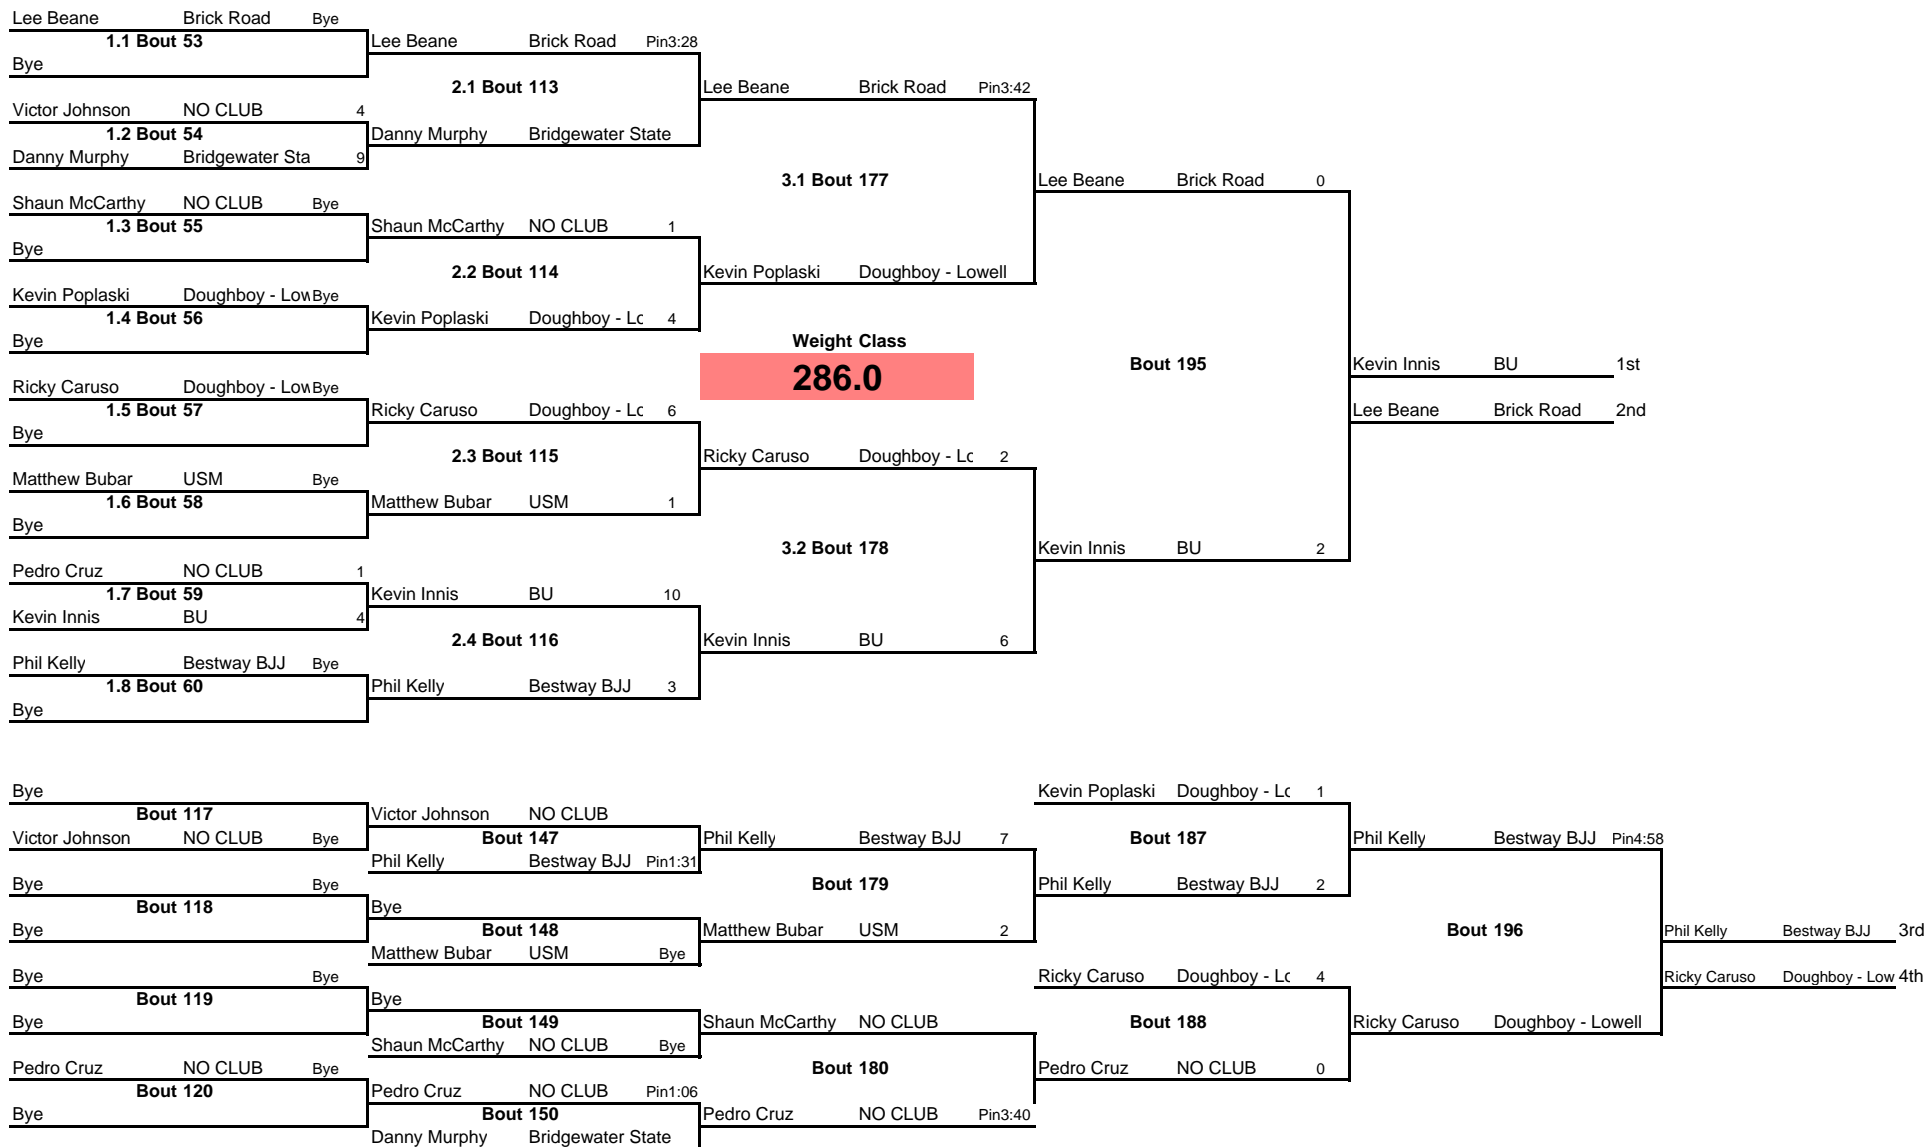 Lee Beane Brick Road Bye
1.1 Bout 53
Bye
Victor Johnson NO CLUB 4
1.2 Bout 54
Danny Murphy Bridgewater Sta 9
Shaun McCarthy NO CLUB Bye
1.3 Bout 55
Bye
Kevin Poplaski Doughboy - Low Bye
1.4 Bout 56
Bye
Ricky Caruso Doughboy - Low Bye
1.5 Bout 57
Bye
Matthew Bubar USM Bye
1.6 Bout 58
Bye
Pedro Cruz NO CLUB 1
1.7 Bout 59
Kevin Innis BU 4
Phil Kelly Bestway BJJ Bye
1.8 Bout 60
Bye
Lee Beane Brick Road Pin3:28
2.1 Bout 113
Danny Murphy Bridgewater State
Shaun McCarthy NO CLUB 1
2.2 Bout 114
Kevin Poplaski Doughboy - Lc 4
Ricky Caruso Doughboy - Lc 6
2.3 Bout 115
Matthew Bubar USM 1
Kevin Innis BU 10
2.4 Bout 116
Phil Kelly Bestway BJJ 3
Lee Beane Brick Road Pin3:42
3.1 Bout 177
Kevin Poplaski Doughboy - Lowell
Weight Class
286.0
Ricky Caruso Doughboy - Lc 2
3.2 Bout 178
Kevin Innis BU 6
Lee Beane Brick Road 0
Bout 195
Kevin Innis BU 2
Kevin Innis BU 1st
Lee Beane Brick Road 2nd
Bye
Bout 117
Victor Johnson NO CLUB Bye
Bye Bye
Bout 118
Bye
Bye Bye
Bout 119
Bye
Pedro Cruz NO CLUB Bye
Bout 120
Bye
Victor Johnson NO CLUB
Bout 147
Phil Kelly Bestway BJJ Pin1:31
Bye
Bout 148
Matthew Bubar USM Bye
Bye
Bout 149
Shaun McCarthy NO CLUB Bye
Pedro Cruz NO CLUB Pin1:06
Bout 150
Danny Murphy Bridgewater State
Phil Kelly Bestway BJJ 7
Bout 179
Matthew Bubar USM 2
Shaun McCarthy NO CLUB
Bout 180
Pedro Cruz NO CLUB Pin3:40
Kevin Poplaski Doughboy - Lc 1
Bout 187
Phil Kelly Bestway BJJ 2
Ricky Caruso Doughboy - Lc 4
Bout 188
Pedro Cruz NO CLUB 0
Phil Kelly Bestway BJJ Pin4:58
Bout 196
Ricky Caruso Doughboy - Lowell
Phil Kelly Bestway BJJ 3rd
Ricky Caruso Doughboy - Low 4th